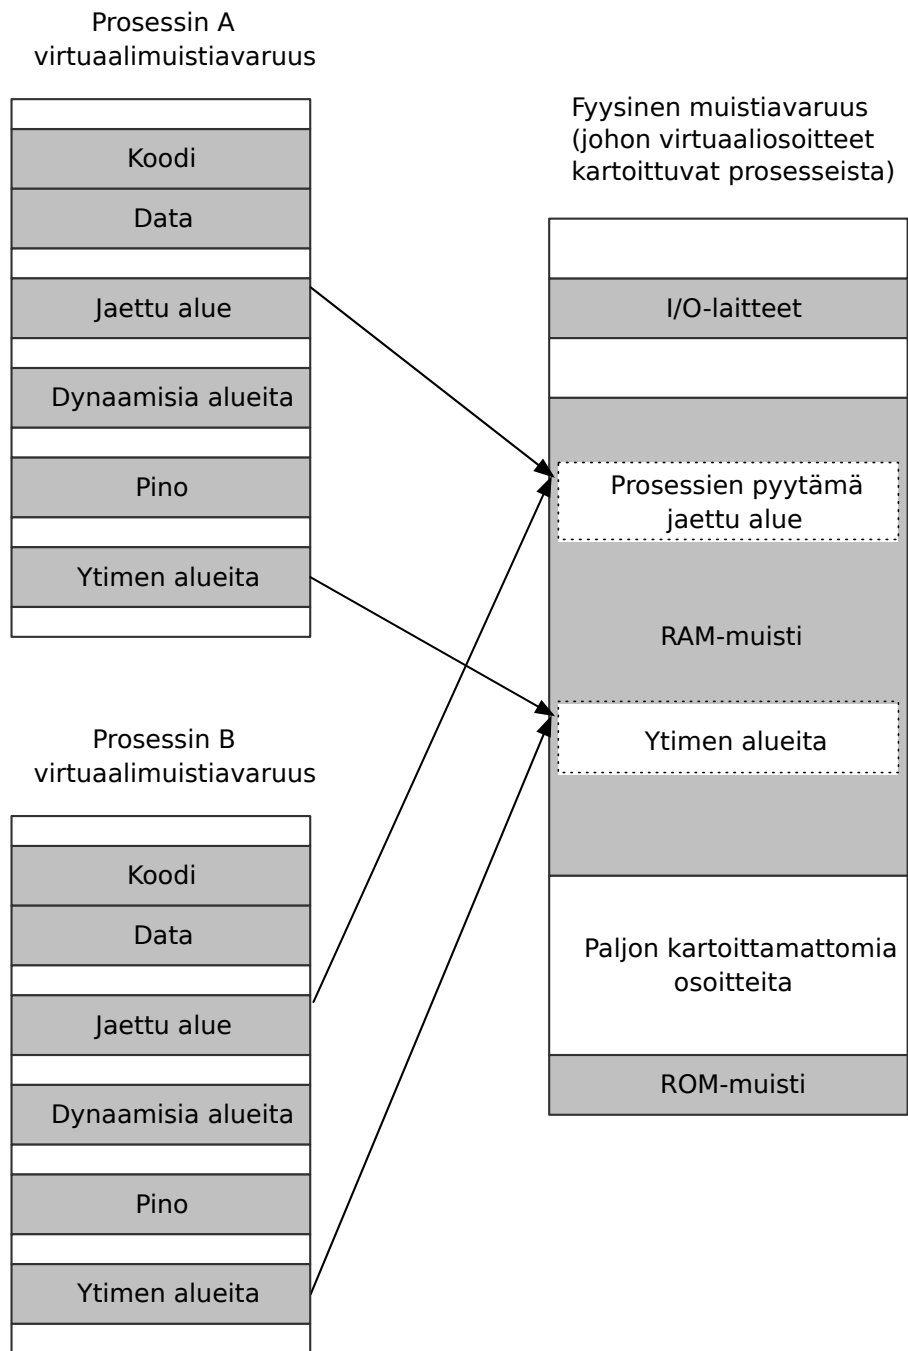 Prosessin A
virtuaalimuistiavaruus
Koodi
Data
Jaettu alue
Dynaamisia alueita
Pino
Ytimen alueita
Prosessin B
virtuaalimuistiavaruus
Koodi
Data
Jaettu alue
Dynaamisia alueita
Pino
Ytimen alueita
Fyysinen muistiavaruus
(johon virtuaaliosoitteet
kartoittuvat prosesseista)
I/O-laitteet
Prosessien pyytämä
jaettu alue
RAM-muisti
Ytimen alueita
Paljon kartoittamattomia
osoitteita
ROM-muisti